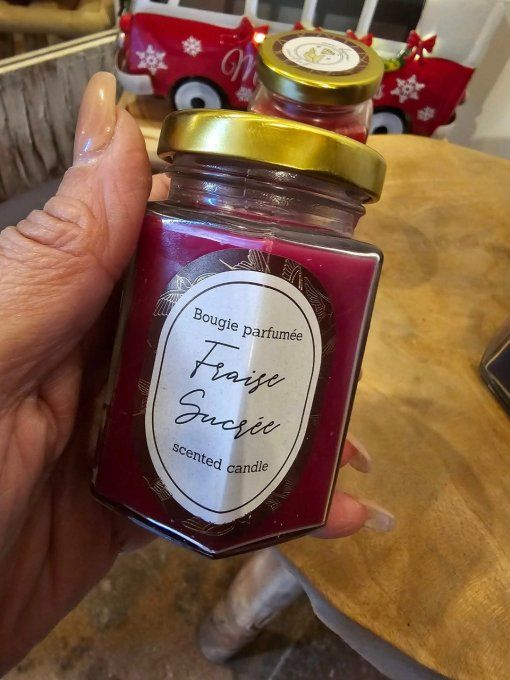 Bougie parfumée
Fraise
Sucrée
scented candle